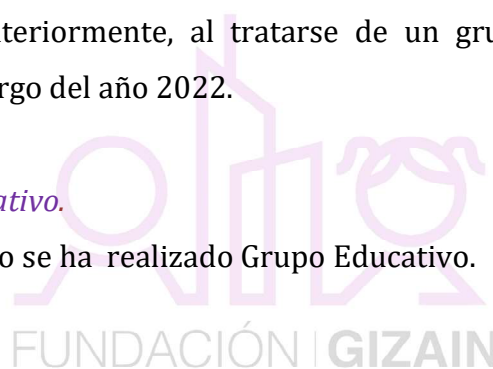 teriormente, al tratarse de un gru
rgo del año 2022.
ativo.
o se ha realizado Grupo Educativo.
FUNDACIÓN | GIZAIN